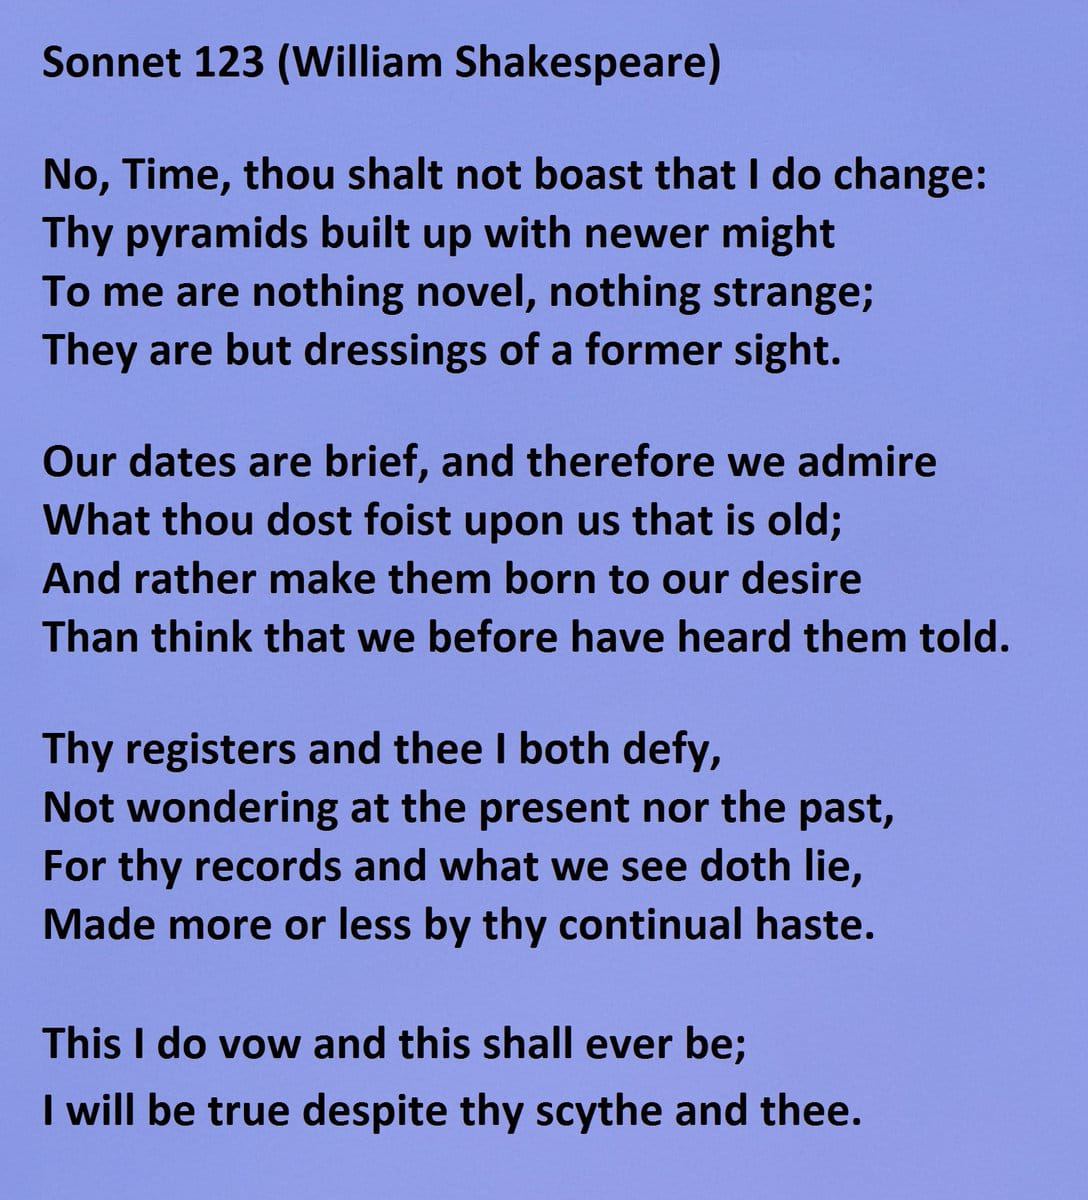 Sonnet 123 (William Shakespeare)
No, Time, thou shalt not boast that I do change:
Thy pyramids built up with newer might
To me are nothing novel, nothing strange;
They are but dressings of a former sight.
Our dates are brief, and therefore we admire
What thou dost foist upon us that is old;
And rather make them born to our desire
Than think that we before have heard them told.
Thy registers and thee I both defy,
Not wondering at the present nor the past,
For thy records and what we see doth lie,
Made more or less by thy continual haste.
This I do vow and this shall ever be;
I will be true despite thy scythe and thee.